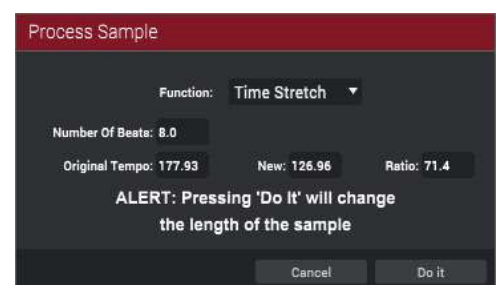 Process Sample
Function: Time Stretch
Number Of Beats: 8.0
Original Tempo: 177.93 New: 126.96 Ratio: 71.4
ALERT: Pressing 'Do It' will change
the length of the sample
Cancel Do it